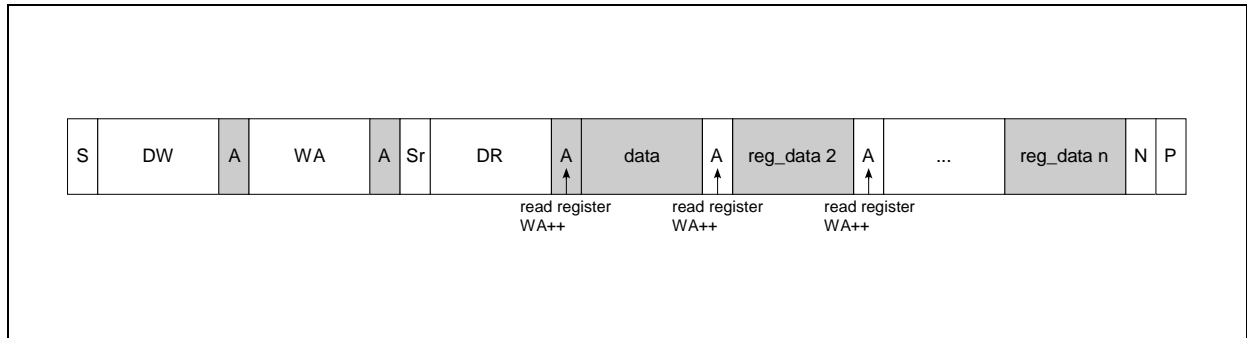 S DW A WA A Sr DR A data A reg_data 2 A ... reg_data n N P
read register read register read register
WA++ WA++ WA++